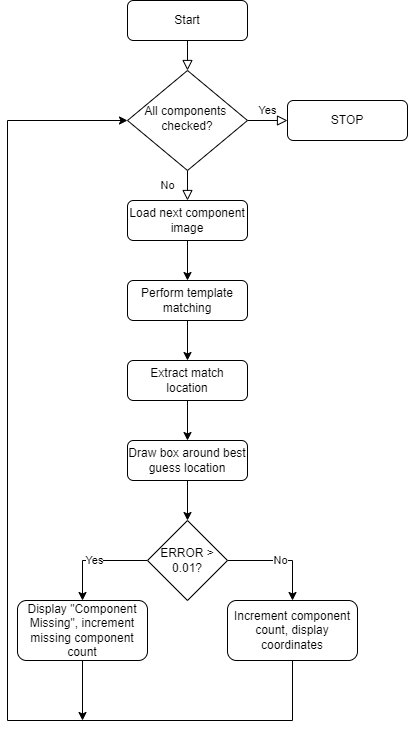 Start
All components
checked?
Yes
STOP
No
Load next component
image
Perform template
matching
Extract match
location
Draw box around best
guess location
ERROR >
0.01?
Yes
No
Display "Component
Missing", increment
missing component
count
Increment component
count, display
coordinates